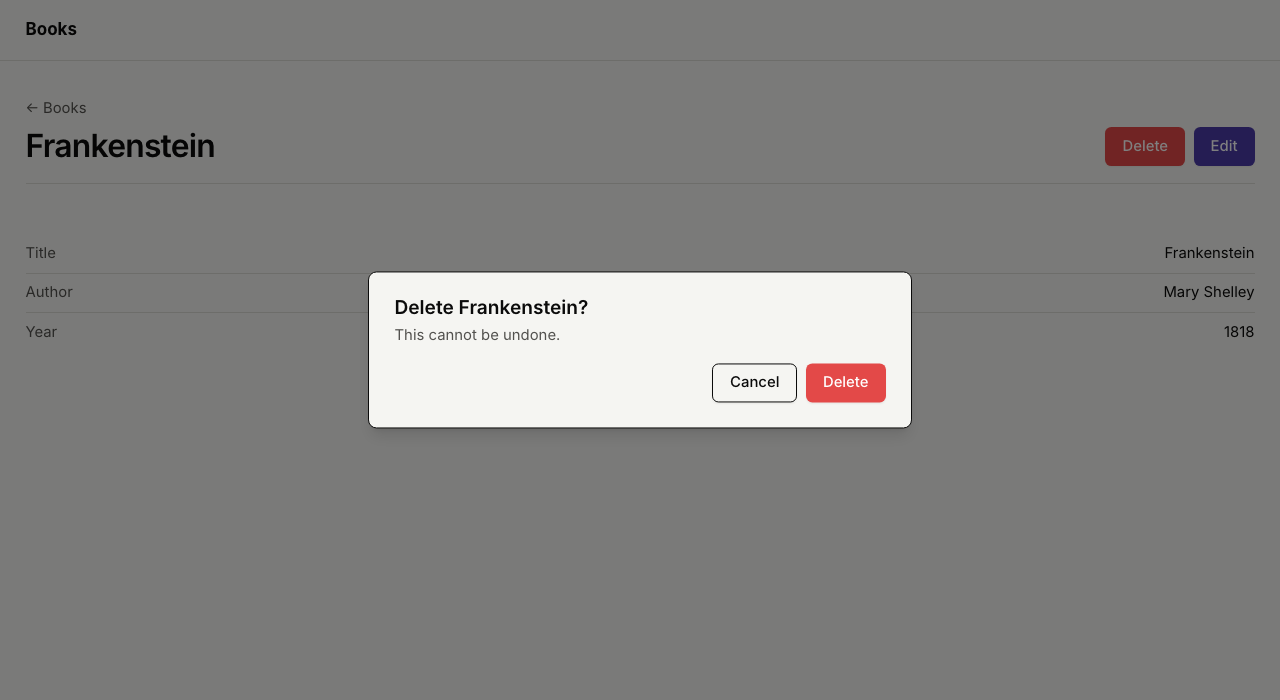 Books
← Books
Frankenstein
Delete
Edit
Title
Frankenstein
Author
Mary Shelley
Year
1818
Delete Frankenstein?
This cannot be undone.
Cancel
Delete